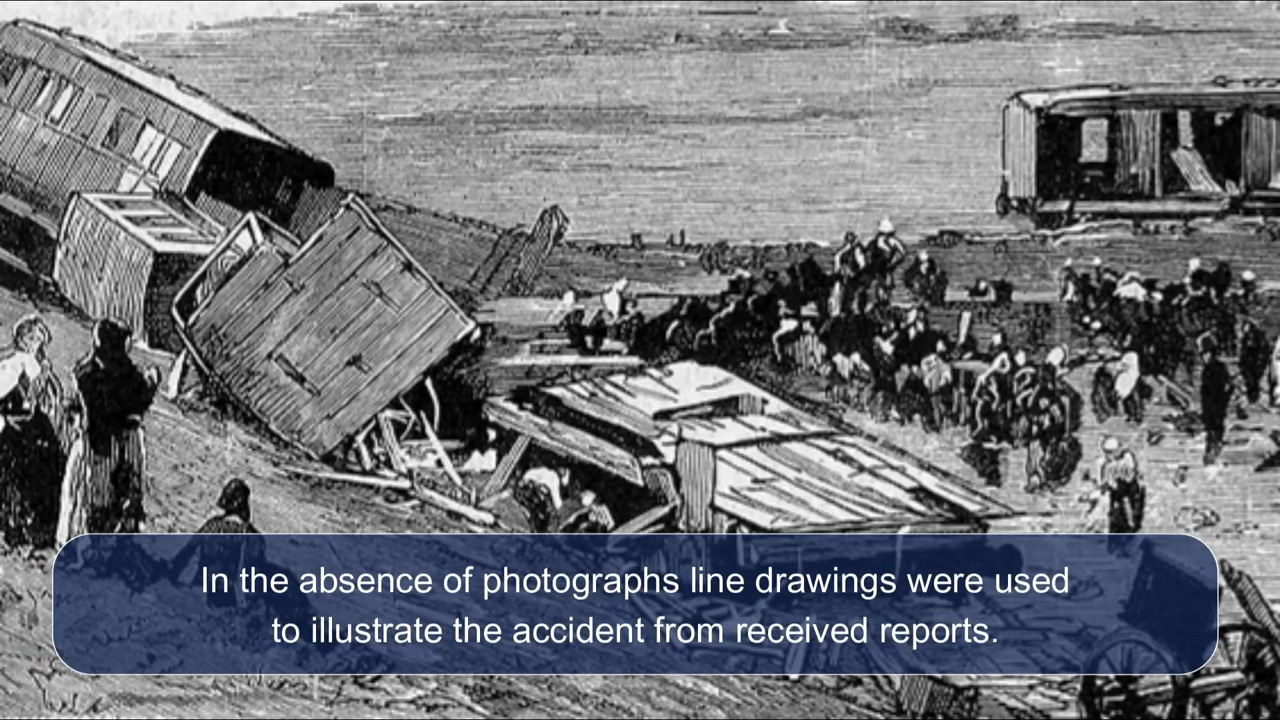 In the absence of photographs line drawings were used
to illustrate the accident from received reports.